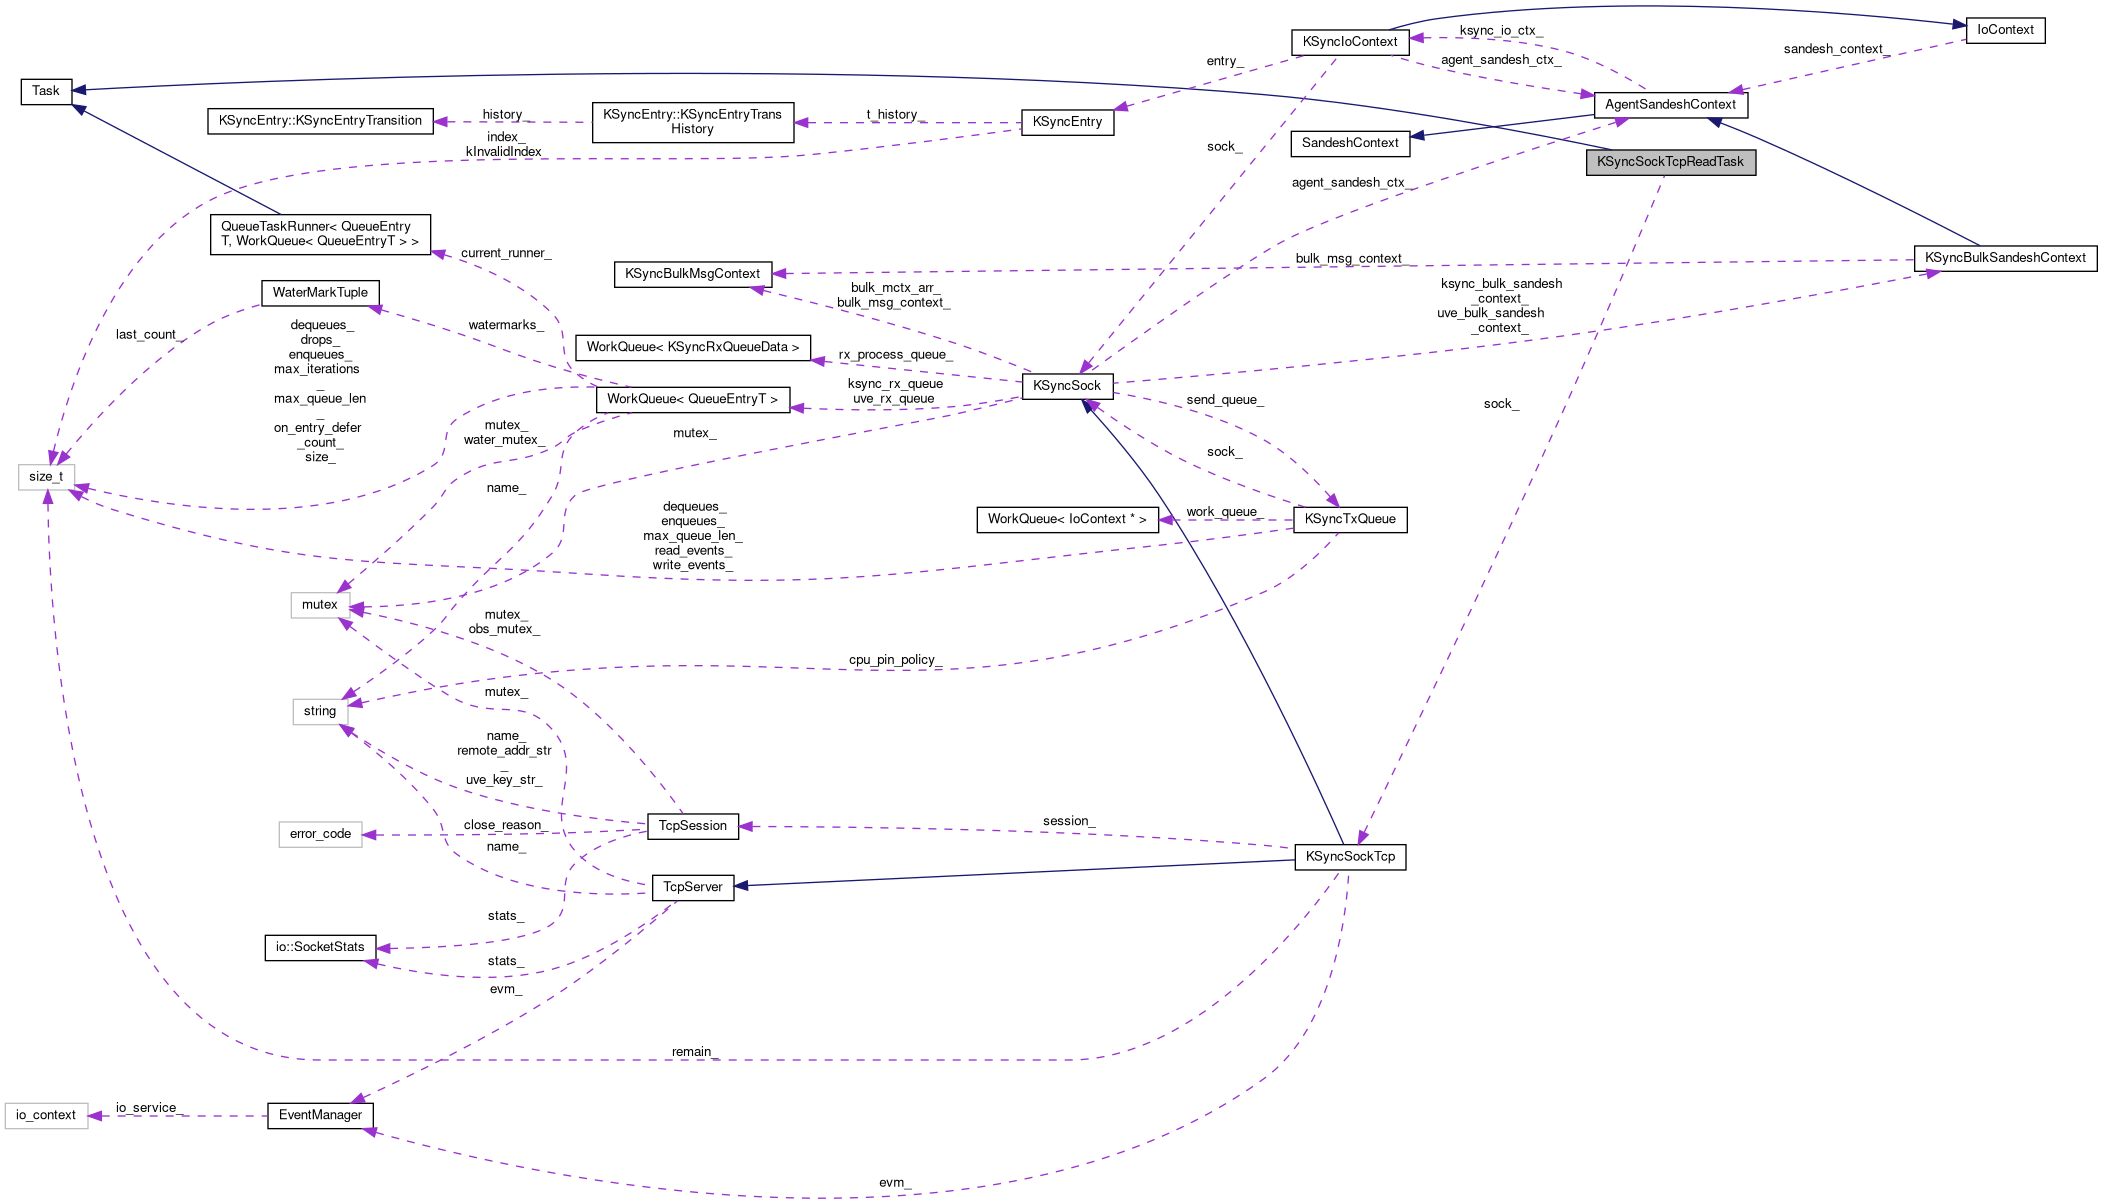 KSyncIoContext
IoContext
ksync_io_ctx_
sandesh_context_
entry_
agent_sandesh_ctx_
Task
AgentSandeshContext
KSyncEntry::KSyncEntryTransition
history_
KSyncEntry::KSyncEntryTrans
History
t_history_
KSyncEntry
SandeshContext
index_
kInvalidIndex
sock_
KSyncSockTcpReadTask
agent_sandesh_ctx_
QueueTaskRunner< QueueEntry
T, WorkQueue< QueueEntryT > >
current_runner_
KSyncBulkMsgContext
bulk_msg_context_
KSyncBulkSandeshContext
WaterMarkTuple
bulk_mctx_arr_
bulk_msg_context_
ksync_bulk_sandesh
_context_
uve_bulk_sandesh
_context_
last_count_
dequeues_
drops_
enqueues_
max_iterations
_
max_queue_len
_
on_entry_defer
_count_
size_
watermarks_
WorkQueue< KSyncRxQueueData >
rx_process_queue_
KSyncSock
WorkQueue< QueueEntryT >
ksync_rx_queue
uve_rx_queue
send_queue_
sock_
mutex_
water_mutex_
mutex_
sock_
size_t
name_
dequeues_
enqueues_
max_queue_len_
read_events_
write_events_
WorkQueue< IoContext * >
work_queue_
KSyncTxQueue
mutex
mutex_
obs_mutex_
cpu_pin_policy_
string
mutex_
name_
remote_addr_str
_
uve_key_str_
error_code
close_reason_
TcpSession
session_
name_
KSyncSockTcp
TcpServer
stats_
io::SocketStats
stats_
evm_
remain_
io_context
io_service_
EventManager
evm_